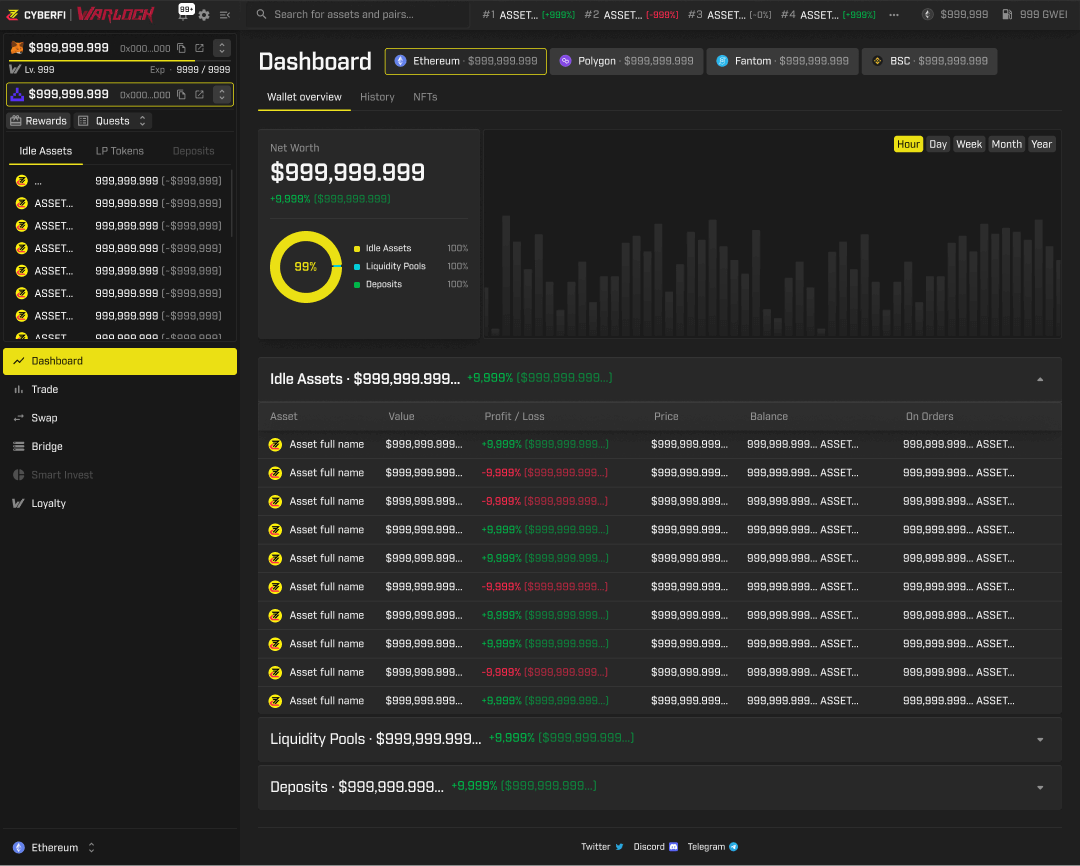 CYBERFI | WARLOCK 99+ Search for assets and pairs... #1 ASSET... [+999%] #2 ASSET... [-999%] #3 ASSET... [-0%] #4 ASSET... [+999%] ... $999,999 999 GWEI
$999,999.999 0x000...000
Lv. 999 Exp · 9999 / 9999
$999,999.999 0x000...000
Rewards Quests
Idle Assets LP Tokens Deposits
... 999,999.999 [~$999,999]
ASSET... 999,999.999 [~$999,999]
ASSET... 999,999.999 [~$999,999]
ASSET... 999,999.999 [~$999,999]
ASSET... 999,999.999 [~$999,999]
ASSET... 999,999.999 [~$999,999]
ASSET... 999,999.999 [~$999,999]
ASSET... 999,999.999 [~$999,999]
Dashboard
Trade
Swap
Bridge
Smart Invest
Loyalty
Ethereum
Dashboard Ethereum · $999,999.999 Polygon · $999,999.999 Fantom · $999,999.999 BSC · $999,999.999
Wallet overview History NFTs
Net Worth
$999,999.999
+9,999% [$999,999.999]
99%
Idle Assets 100%
Liquidity Pools 100%
Deposits 100%
Hour Day Week Month Year
Idle Assets · $999,999.999... +9,999% [$999,999.999...]
Asset Value Profit / Loss Price Balance On Orders
Asset full name $999,999.999... +9,999% [$999,999.999...] $999,999.999... 999,999.999... ASSET... 999,999.999... ASSET...
Asset full name $999,999.999... -9,999% [$999,999.999...] $999,999.999... 999,999.999... ASSET... 999,999.999... ASSET...
Asset full name $999,999.999... -9,999% [$999,999.999...] $999,999.999... 999,999.999... ASSET... 999,999.999... ASSET...
Asset full name $999,999.999... +9,999% [$999,999.999...] $999,999.999... 999,999.999... ASSET... 999,999.999... ASSET...
Asset full name $999,999.999... +9,999% [$999,999.999...] $999,999.999... 999,999.999... ASSET... 999,999.999... ASSET...
Asset full name $999,999.999... -9,999% [$999,999.999...] $999,999.999... 999,999.999... ASSET... 999,999.999... ASSET...
Asset full name $999,999.999... +9,999% [$999,999.999...] $999,999.999... 999,999.999... ASSET... 999,999.999... ASSET...
Asset full name $999,999.999... +9,999% [$999,999.999...] $999,999.999... 999,999.999... ASSET... 999,999.999... ASSET...
Asset full name $999,999.999... -9,999% [$999,999.999...] $999,999.999... 999,999.999... ASSET... 999,999.999... ASSET...
Asset full name $999,999.999... +9,999% [$999,999.999...] $999,999.999... 999,999.999... ASSET... 999,999.999... ASSET...
Liquidity Pools · $999,999.999... +9,999% [$999,999.999...]
Deposits · $999,999.999... +9,999% [$999,999.999...]
Twitter Discord Telegram